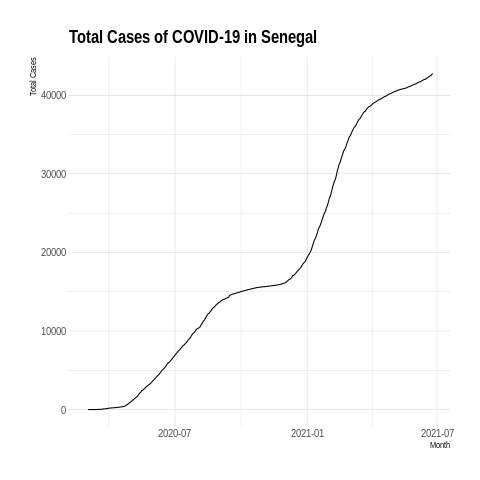 Total Cases of COVID-19 in Senegal
Total Cases
40000
30000
20000
10000
0
2020-07
2021-01
2021-07
Month